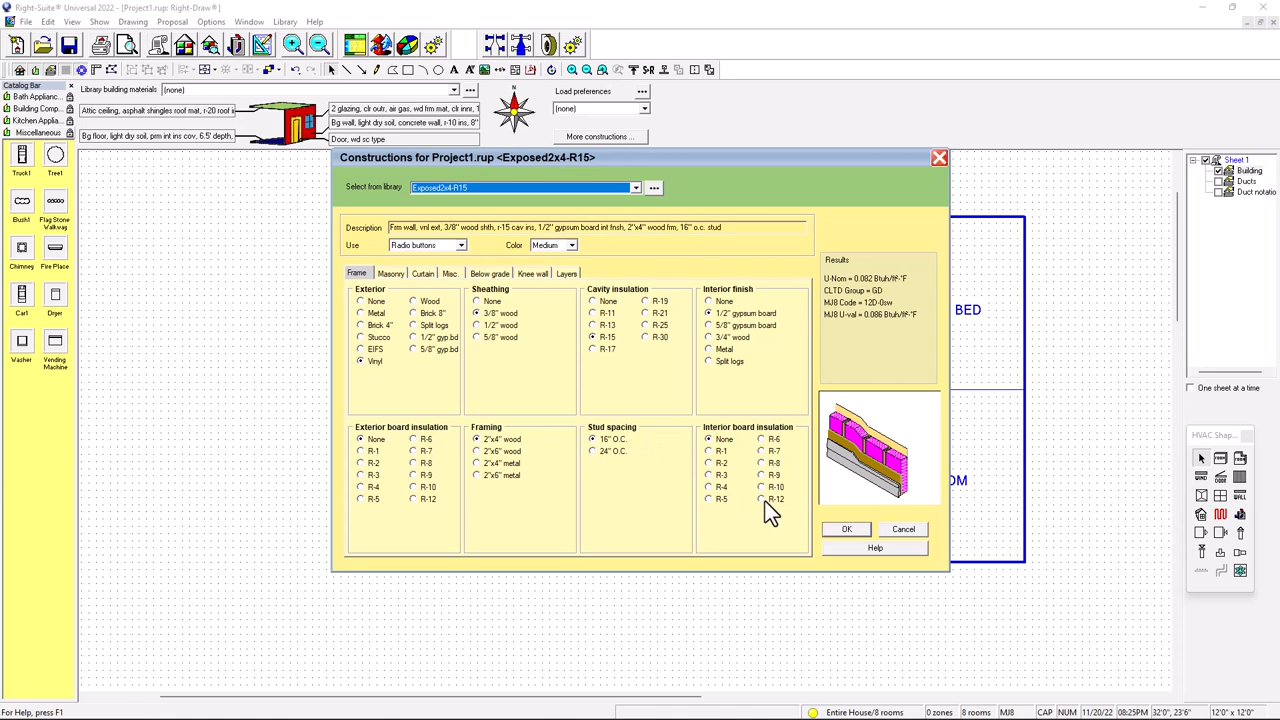 Right-Suite® Universal 2022 - [Project1.rup: Right-Draw®]
File Edit View Show Drawing Proposal Options Window Library Help
Catalog Bar
Bath Applianc...
Building Comp...
Kitchen Applia...
Miscellaneous
Truck1 Tree1
Bush1 Flag Stone Walkway
Chimney Fire Place
Car1 Dryer
Washer Vending Machine
Library building materials (none)
Attic ceiling, asphalt shingles roof mat, r-20 roof i
Bg floor, light dry soil, prm int ins cov, 6.5' depth,
2 glazing, clr outr, air gas, wd frm mat, clr innr, 1
Bg wall, light dry soil, concrete wall, r-10 ins, 8"
Door, wd sc type
N
Load preferences
(none)
More constructions ...
Constructions for Project1.rup <Exposed2x4-R15>
Select from library Exposed2x4-R15
Description Frm wall, vnl ext, 3/8" wood shth, r-15 cav ins, 1/2" gypsum board int fnsh, 2"x4" wood frm, 16" o.c. stud
Use Radio buttons Color Medium
Frame Masonry Curtain Misc. Below grade Knee wall Layers
Exterior
None Wood
Metal Brick 8"
Brick 4" Split logs
Stucco 1/2" gyp.bd
EIFS 5/8" gyp.bd
Vinyl
Sheathing
None
3/8" wood
1/2" wood
5/8" wood
Cavity insulation
None R-19
R-11 R-21
R-13 R-25
R-15 R-30
R-17
Interior finish
None
1/2" gypsum board
5/8" gypsum board
3/4" wood
Metal
Split logs
Exterior board insulation
None R-6
R-1 R-7
R-2 R-8
R-3 R-9
R-4 R-10
R-5 R-12
Framing
2"x4" wood
2"x6" wood
2"x4" metal
2"x6" metal
Stud spacing
16" O.C.
24" O.C.
Interior board insulation
None R-6
R-1 R-7
R-2 R-8
R-3 R-9
R-4 R-10
R-5 R-12
Results
U-Nom = 0.082 Btuh/ft²-°F
CLTD Group = GD
MJ8 Code = 12D-0sw
MJ8 U-val = 0.086 Btuh/ft²-°F
OK Cancel
Help
BED
OM
Sheet 1
Building
Ducts
Duct notatio
One sheet at a time
HVAC Shap...
For Help, press F1
Entire House/8 rooms 0 zones 8 rooms MJ8 CAP NUM 11/20/22 08:25PM 32'0", 23'6" 12'0" x 12'0"